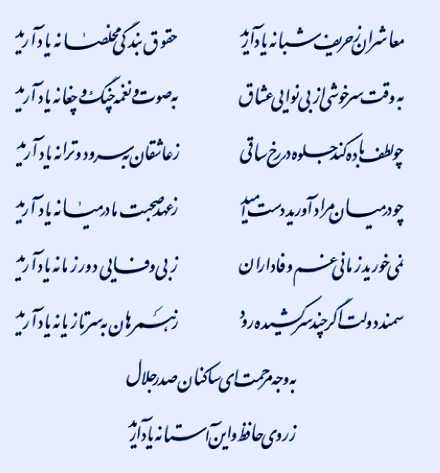 معاشران ز حریف شبانه یاد آرید حقوق بندگی مخلصانه یاد آرید
به وقت سرخوشی از بی نوایی عشاق به صوت و نغمه چنگ و چغانه یاد آرید
چو لطف باده کند جلوه در رخ ساقی ز عاشقان به سرود و ترانه یاد آرید
چو در میان مراد آورید دست امید ز عهد صحبت ما در میانه یاد آرید
نمی خورید زمانی غم وفاداران ز بی وفایی دور زمانه یاد آرید
سمند دولت اگر چند سرکشیده رود ز همرهان به سر تازیانه یاد آرید
به وجه مرحمت ای ساکنان صدر جلال
ز روی حافظ و این آستانه یاد آرید